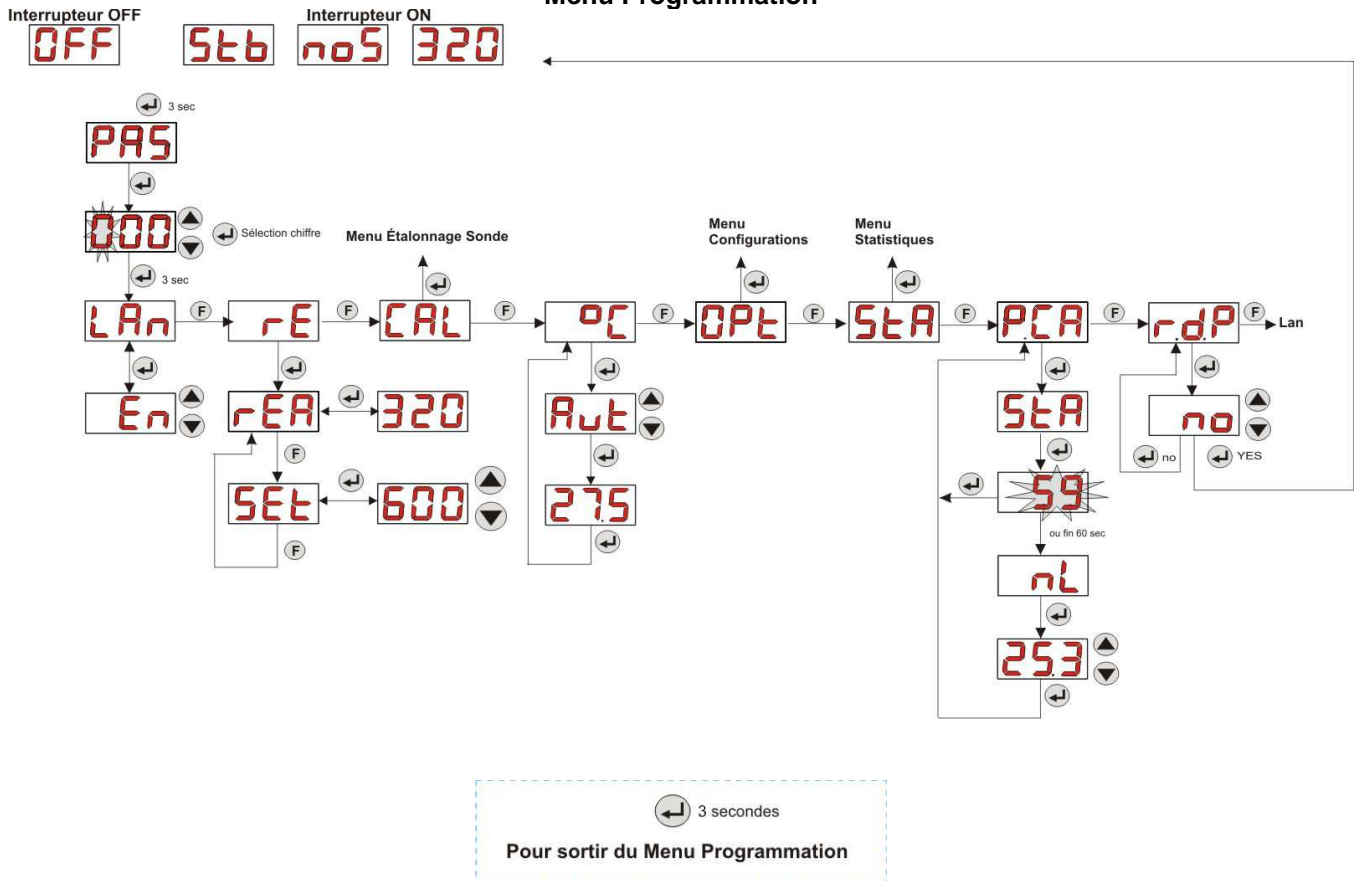 Menu Programmation
Interrupteur OFF Interrupteur ON
OFF Stb noS 320
3 sec
PAS
000 Sélection chiffre
3 sec
Menu Étalonnage Sonde
Menu
Configurations
Menu
Statistiques
LAn F rE F CAL F ºC F OPt F StA F P.CA F r.d.P F Lan
En rEA 320 Aut StA no
F no YES
SEt 600 27.5 59
F ou fin 60 sec
nL
25.3
3 secondes
Pour sortir du Menu Programmation